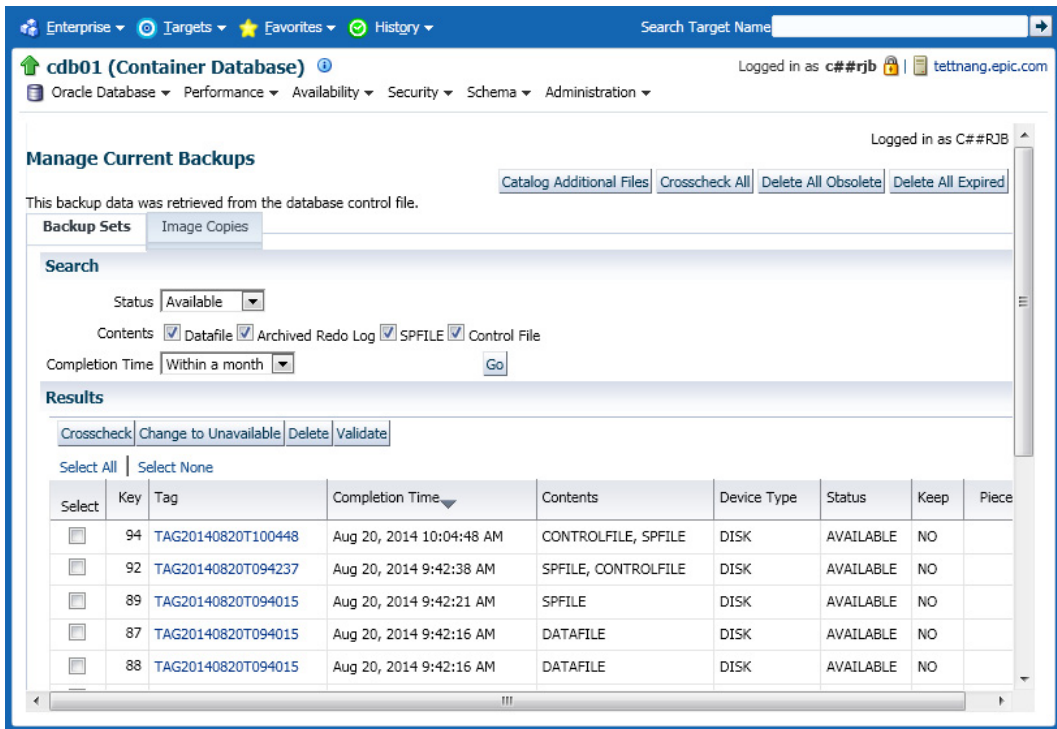 Enterprise Targets Favorites History Search Target Name
cdb01 (Container Database) Logged in as c##rjb tettnang.epic.com
Oracle Database Performance Availability Security Schema Administration
Logged in as C##RJB
Manage Current Backups
Catalog Additional Files Crosscheck All Delete All Obsolete Delete All Expired
This backup data was retrieved from the database control file.
Backup Sets Image Copies
Search
Status Available
Contents Datafile Archived Redo Log SPFILE Control File
Completion Time Within a month Go
Results
Crosscheck Change to Unavailable Delete Validate
Select All | Select None
Select Key Tag Completion Time Contents Device Type Status Keep Piece
94 TAG20140820T100448 Aug 20, 2014 10:04:48 AM CONTROLFILE, SPFILE DISK AVAILABLE NO
92 TAG20140820T094237 Aug 20, 2014 9:42:38 AM SPFILE, CONTROLFILE DISK AVAILABLE NO
89 TAG20140820T094015 Aug 20, 2014 9:42:21 AM SPFILE DISK AVAILABLE NO
87 TAG20140820T094015 Aug 20, 2014 9:42:16 AM DATAFILE DISK AVAILABLE NO
88 TAG20140820T094015 Aug 20, 2014 9:42:16 AM DATAFILE DISK AVAILABLE NO